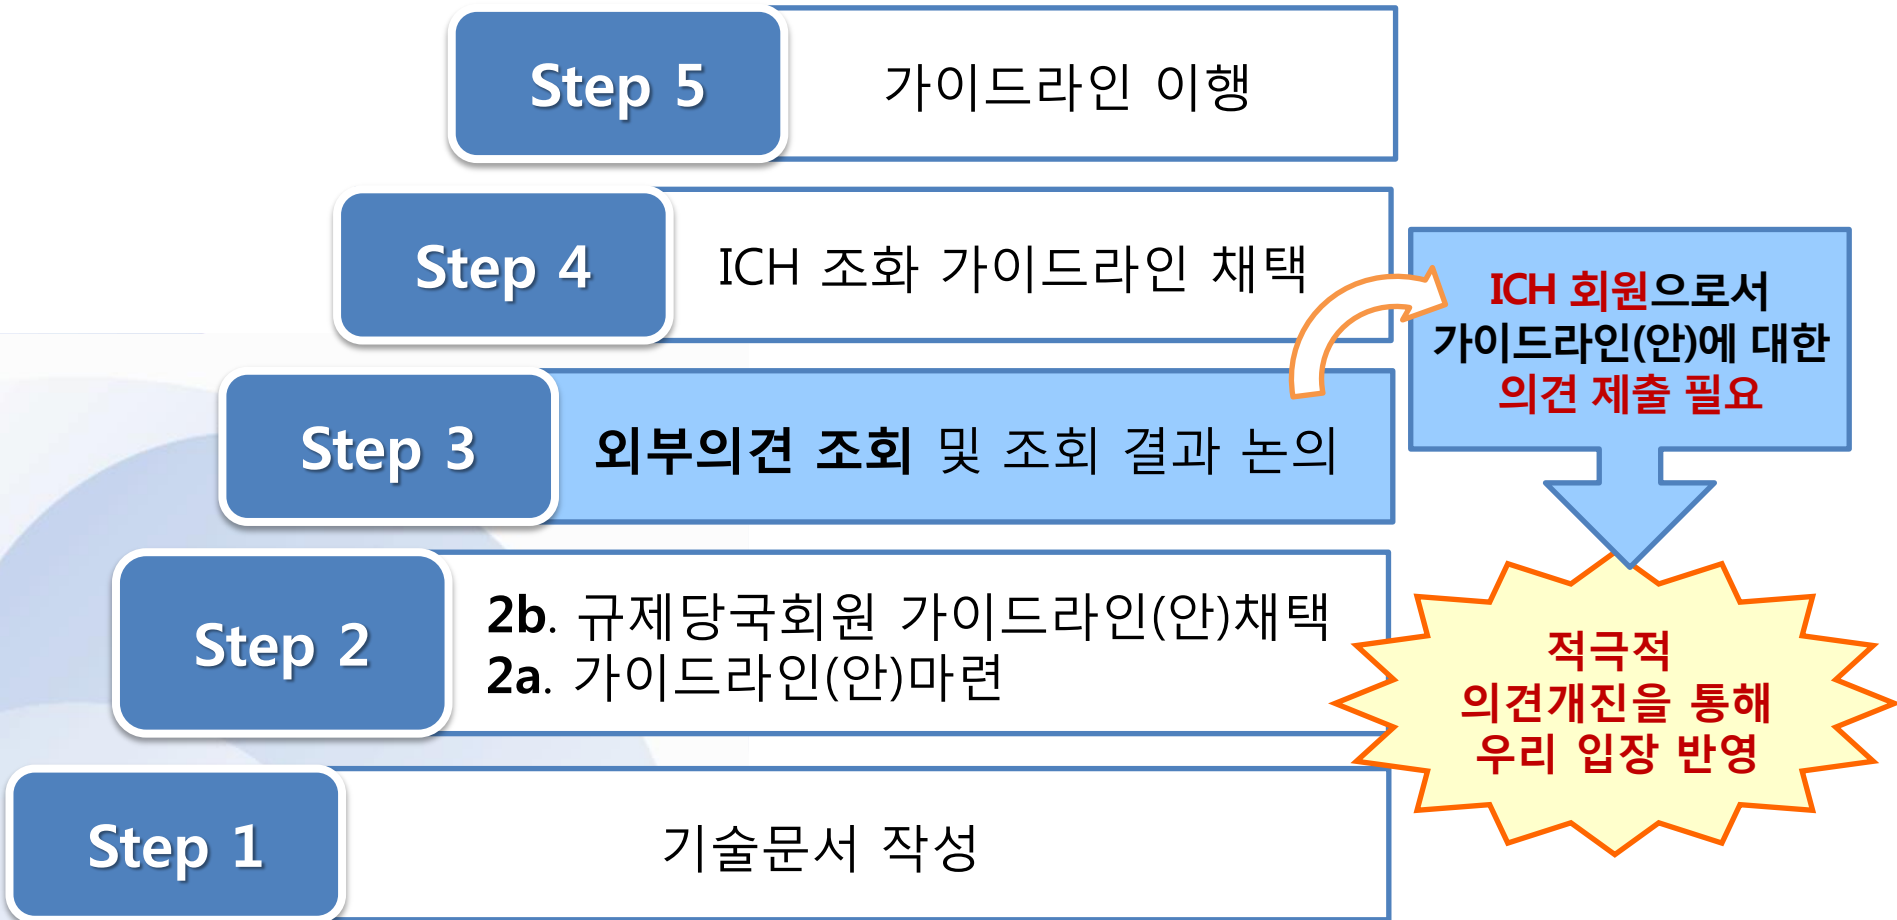 Step 5
가이드라인 이행
Step 4
ICH 조화 가이드라인 채택
ICH 회원으로서
가이드라인(안)에 대한
의견 제출 필요
Step 3
외부의견 조회 및 조회 결과 논의
Step 2
2b. 규제당국회원 가이드라인(안)채택
2a. 가이드라인(안)마련
적극적
의견개진을 통해
우리 입장 반영
Step 1
기술문서 작성